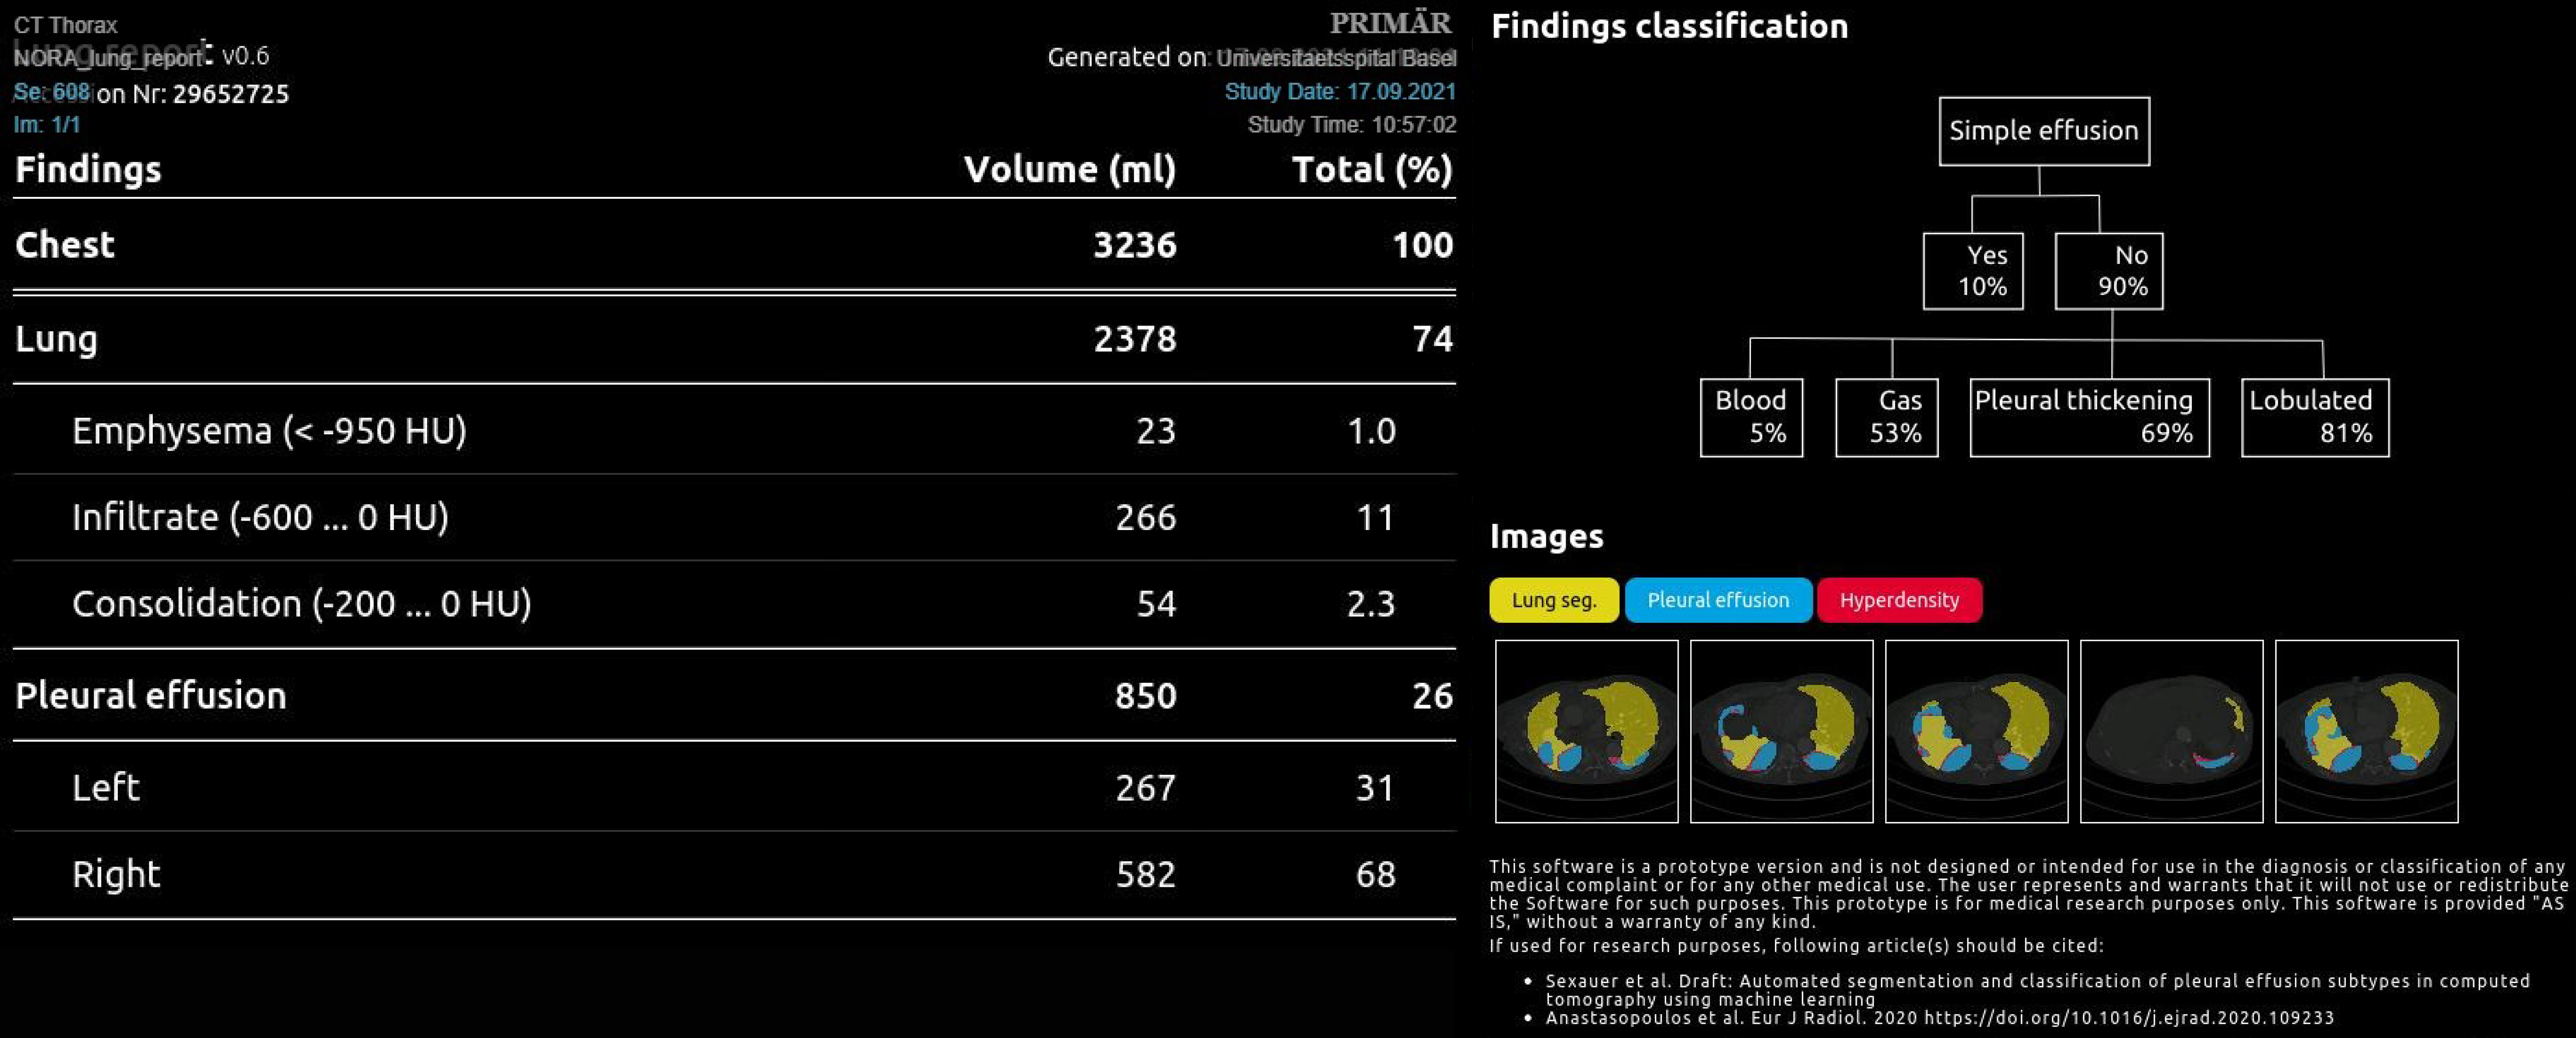 CT Thorax
PRIMÄR
Lung report v0.6
NORA_lung_report
Generated on: Universitaetsspital Basel
Se: 608
Accession Nr: 29652725
Study Date: 17.09.2021
Im: 1/1
Study Time: 10:57:02
Findings Volume (ml) Total (%)
Chest 3236 100
Lung 2378 74
Emphysema (< -950 HU) 23 1.0
Infiltrate (-600 ... 0 HU) 266 11
Consolidation (-200 ... 0 HU) 54 2.3
Pleural effusion 850 26
Left 267 31
Right 582 68
Findings classification
Simple effusion
Yes No
10% 90%
Blood Gas Pleural thickening Lobulated
5% 53% 69% 81%
Images
Lung seg. Pleural effusion Hyperdensity
This software is a prototype version and is not designed or intended for use in the diagnosis or classification of any
medical complaint or for any other medical use. The user represents and warrants that it will not use or redistribute
the Software for such purposes. This prototype is for medical research purposes only. This software is provided "AS
IS," without a warranty of any kind.
If used for research purposes, following article(s) should be cited:
• Sexauer et al. Draft: Automated segmentation and classification of pleural effusion subtypes in computed
tomography using machine learning
• Anastasopoulos et al. Eur J Radiol. 2020 https://doi.org/10.1016/j.ejrad.2020.109233